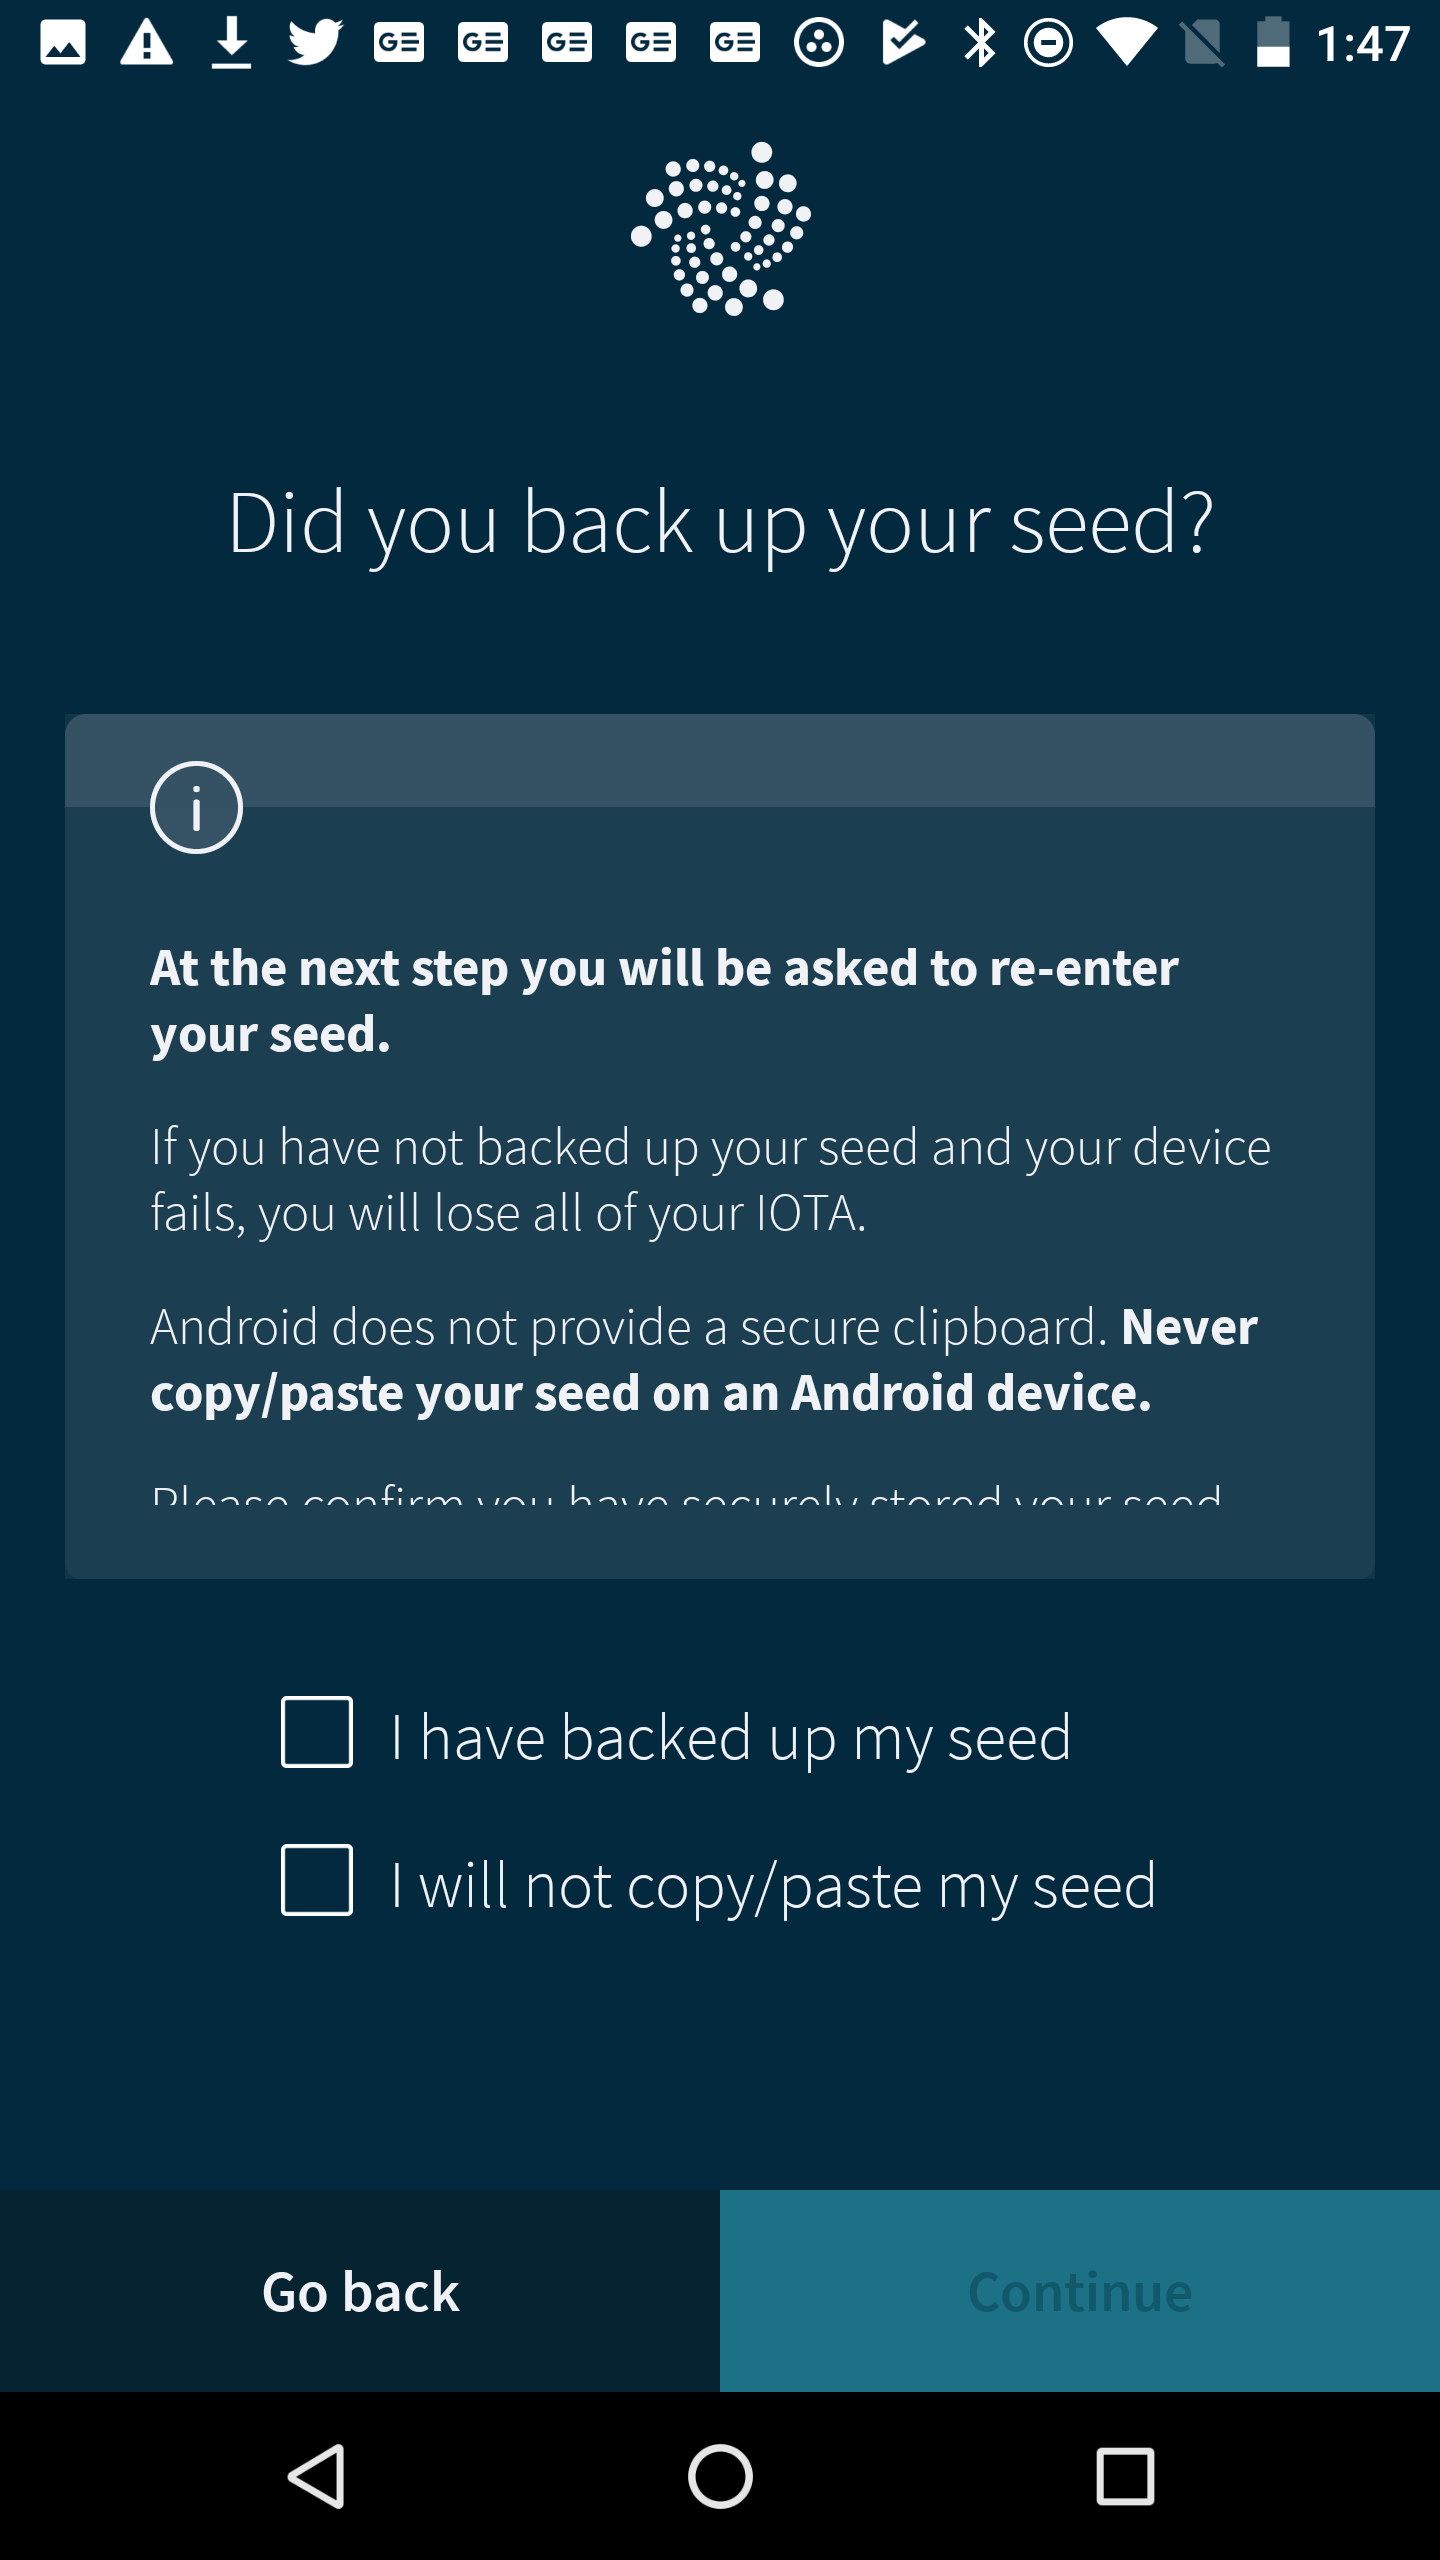 1:47
Did you back up your seed?
i
At the next step you will be asked to re-enter
your seed.
If you have not backed up your seed and your device
fails, you will lose all of your IOTA.
Android does not provide a secure clipboard. Never
copy/paste your seed on an Android device.
Please confirm you have securely stored your seed
I have backed up my seed
I will not copy/paste my seed
Go back
Continue